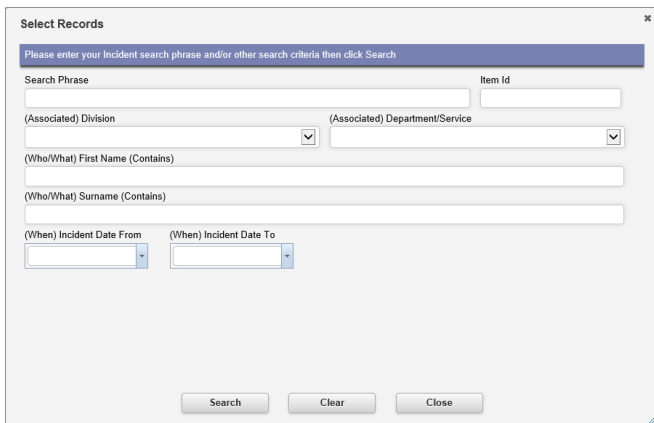 Select Records
Please enter your Incident search phrase and/or other search criteria then click Search
Search Phrase
Item Id
(Associated) Division
(Associated) Department/Service
(Who/What) First Name (Contains)
(Who/What) Surname (Contains)
(When) Incident Date From
(When) Incident Date To
Search
Clear
Close